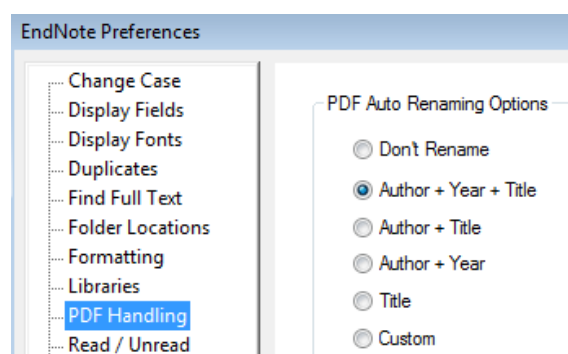 EndNote Preferences
Change Case
Display Fields
Display Fonts
Duplicates
Find Full Text
Folder Locations
Formatting
Libraries
PDF Handling
Read / Unread
PDF Auto Renaming Options
Don't Rename
Author + Year + Title
Author + Title
Author + Year
Title
Custom